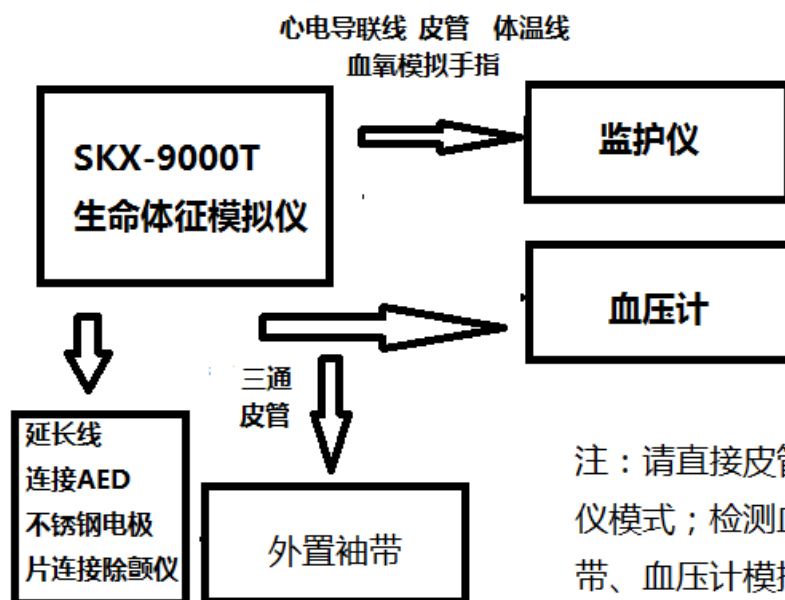 心电导联线 皮管 体温线
血氧模拟手指
SKX-9000T
生命体征模拟仪
监护仪
血压计
三通
皮管
延长线
连接AED
不锈钢电极
片连接除颤仪
外置袖带
注：请直接皮管
仪模式；检测血
带、血压计模拟